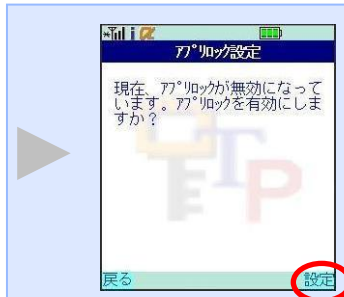 ｱﾌﾟﾘﾛｯｸ設定
現在、ｱﾌﾟﾘﾛｯｸが無効になって
います。ｱﾌﾟﾘﾛｯｸを有効にしま
すか？
OTP
戻る 設定